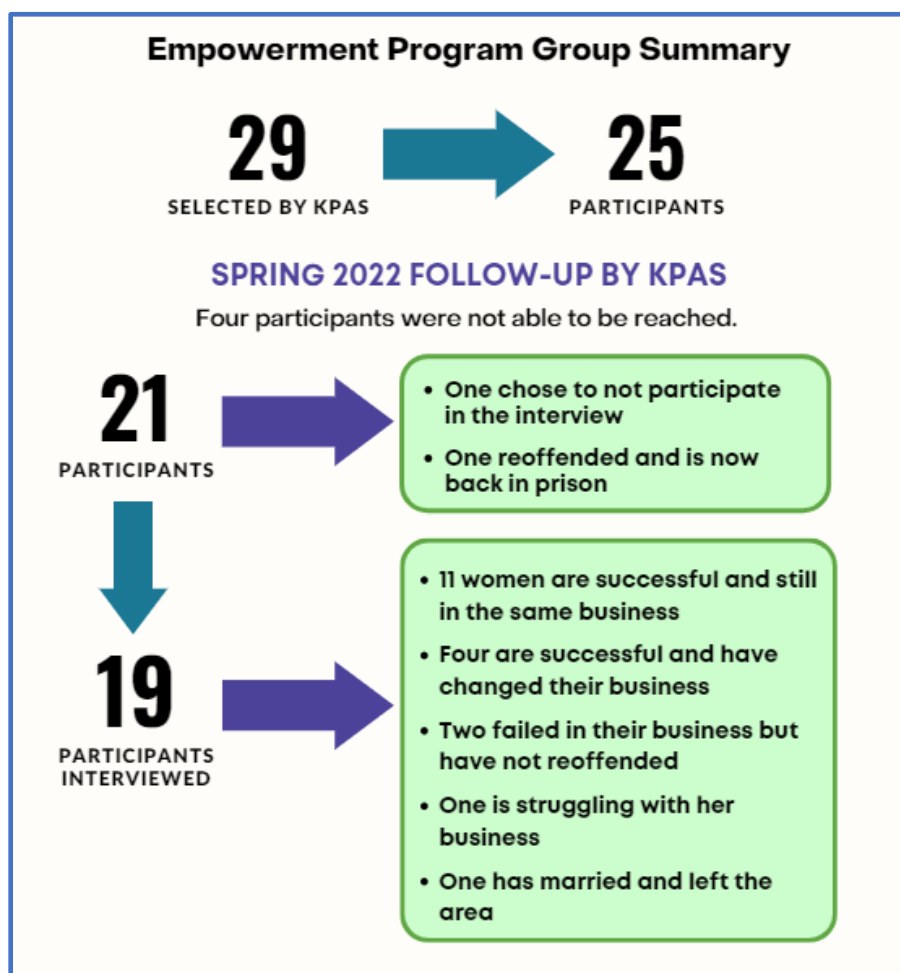 Empowerment Program Group Summary
29
SELECTED BY KPAS
25
PARTICIPANTS
SPRING 2022 FOLLOW-UP BY KPAS
Four participants were not able to be reached.
21
PARTICIPANTS
• One chose to not participate
in the interview
• One reoffended and is now
back in prison
19
PARTICIPANTS
INTERVIEWED
• 11 women are successful and still
in the same business
• Four are successful and have
changed their business
• Two failed in their business but
have not reoffended
• One is struggling with her
business
• One has married and left the
area